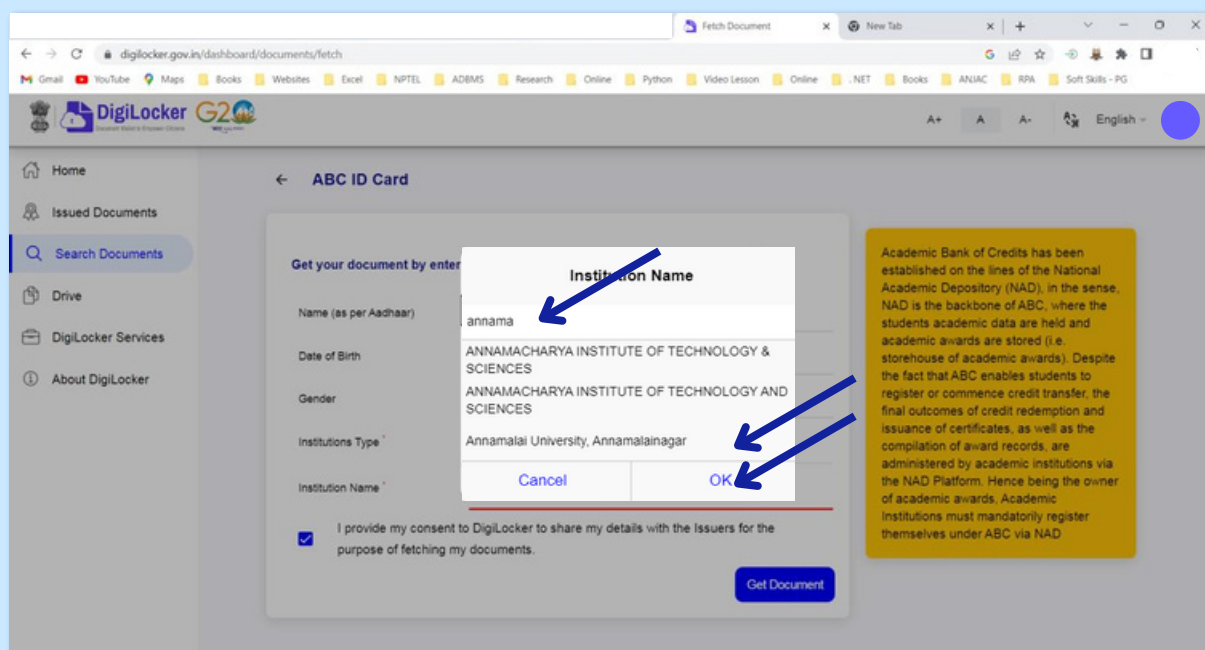 Fetch Document
New Tab
digilocker.gov.in/dashboard/documents/fetch
Gmail YouTube Maps Books Websites Excel NPTEL ADBMS Research Online Python Video Lesson Online .NET Books ANJAC RPA Soft Skills - PG
DigiLocker G20
A+ A A- English
Home
Issued Documents
Search Documents
Drive
DigiLocker Services
About DigiLocker
ABC ID Card
Get your document by enter
Name (as per Aadhaar)
Date of Birth
Gender
Institutions Type *
Institution Name *
Institution Name
annama
ANNAMACHARYA INSTITUTE OF TECHNOLOGY &
SCIENCES
ANNAMACHARYA INSTITUTE OF TECHNOLOGY AND
SCIENCES
Annamalai University, Annamalainagar
Cancel OK
I provide my consent to DigiLocker to share my details with the Issuers for the
purpose of fetching my documents.
Get Document
Academic Bank of Credits has been
established on the lines of the National
Academic Depository (NAD), in the sense,
NAD is the backbone of ABC, where the
students academic data are held and
academic awards are stored (i.e.
storehouse of academic awards). Despite
the fact that ABC enables students to
register or commence credit transfer, the
final outcomes of credit redemption and
issuance of certificates, as well as the
compilation of award records, are
administered by academic institutions via
the NAD Platform. Hence being the owner
of academic awards, Academic
Institutions must mandatorily register
themselves under ABC via NAD